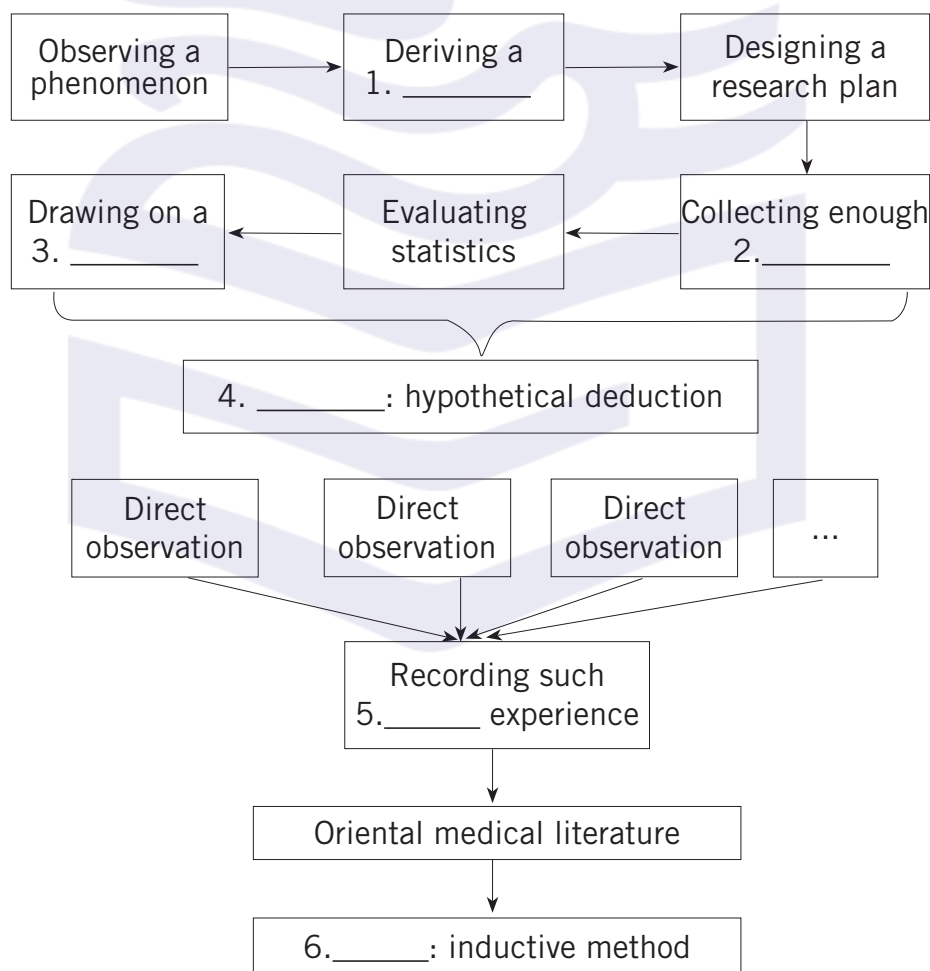 Observing a
phenomenon
Deriving a
1. ________
Designing a
research plan
Drawing on a
3. ________
Evaluating
statistics
Collecting enough
2.________
4. ________: hypothetical deduction
Direct
observation
Direct
observation
Direct
observation
...
Recording such
5.______ experience
Oriental medical literature
6.______: inductive method